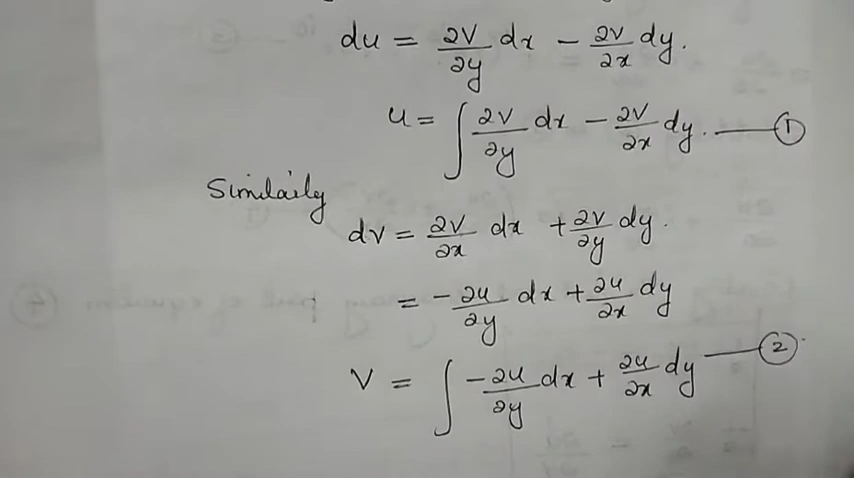 du = ∂V/∂y dx − ∂V/∂x dy.
u = ∫ ∂V/∂y dx − ∂V/∂x dy. —— ①
Similarly
dv = ∂V/∂x dx + ∂V/∂y dy.
= −∂u/∂y dx + ∂u/∂x dy
V = ∫ −∂u/∂y dx + ∂u/∂x dy —— ②